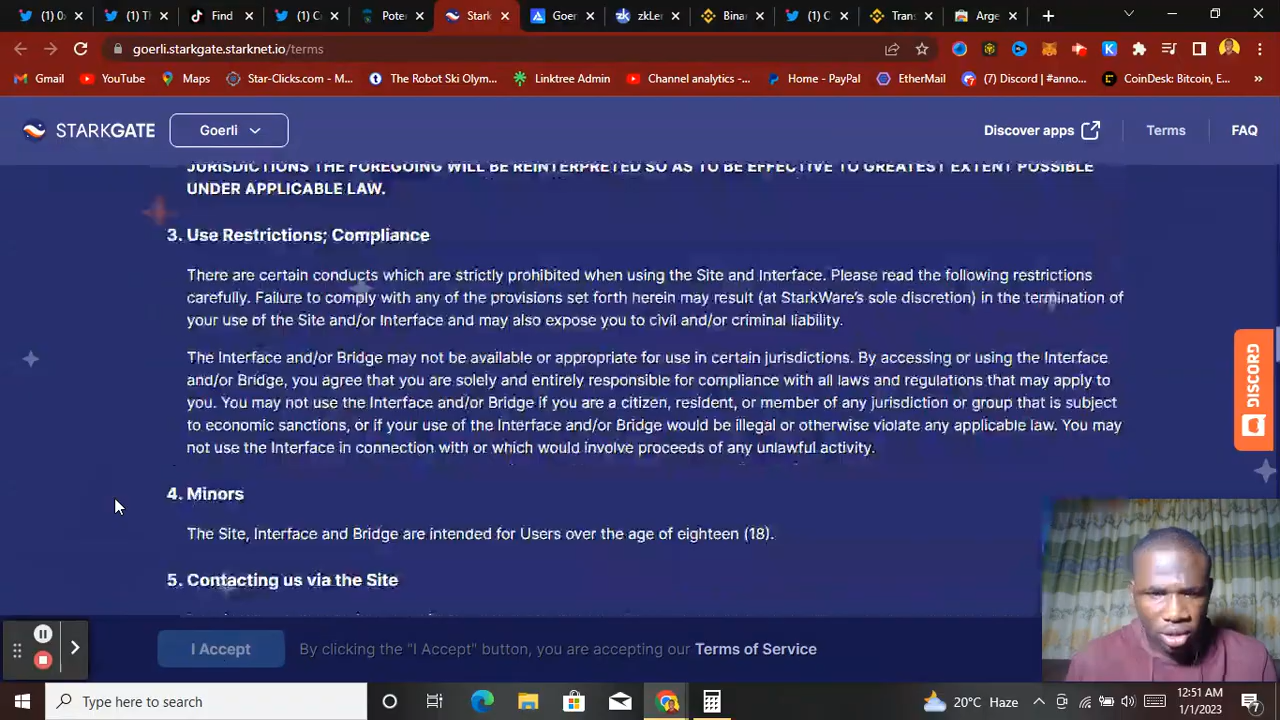 (1) 0x
(1) Th
Find
(1) C
Poter
Stark
Goer
zkLer
Binar
(1) C
Trans
Arge
goerli.starkgate.starknet.io/terms
Gmail
YouTube
Maps
Star-Clicks.com - M...
The Robot Ski Olym...
Linktree Admin
Channel analytics -...
Home - PayPal
EtherMail
(7) Discord | #anno...
CoinDesk: Bitcoin, E...
STARKGATE
Goerli
Discover apps
Terms
FAQ
JURISDICTIONS THE FOREGOING WILL BE REINTERPRETED SO AS TO BE EFFECTIVE TO GREATEST EXTENT POSSIBLE
UNDER APPLICABLE LAW.
3. Use Restrictions; Compliance
There are certain conducts which are strictly prohibited when using the Site and Interface. Please read the following restrictions
carefully. Failure to comply with any of the provisions set forth herein may result (at StarkWare's sole discretion) in the termination of
your use of the Site and/or Interface and may also expose you to civil and/or criminal liability.
The Interface and/or Bridge may not be available or appropriate for use in certain jurisdictions. By accessing or using the Interface
and/or Bridge, you agree that you are solely and entirely responsible for compliance with all laws and regulations that may apply to
you. You may not use the Interface and/or Bridge if you are a citizen, resident, or member of any jurisdiction or group that is subject
to economic sanctions, or if your use of the Interface and/or Bridge would be illegal or otherwise violate any applicable law. You may
not use the Interface in connection with or which would involve proceeds of any unlawful activity.
4. Minors
The Site, Interface and Bridge are intended for Users over the age of eighteen (18).
5. Contacting us via the Site
DISCORD
I Accept
By clicking the "I Accept" button, you are accepting our Terms of Service
Type here to search
20°C Haze
12:51 AM
1/1/2023
7